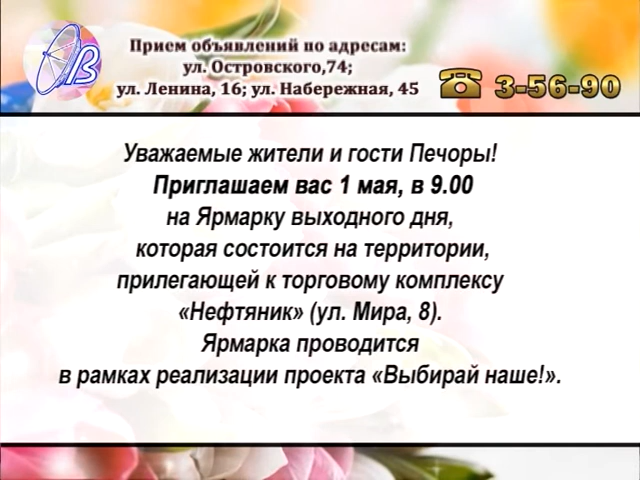 В
Прием объявлений по адресам:
ул. Островского,74;
ул. Ленина, 16; ул. Набережная, 45
☎ 3-56-90
Уважаемые жители и гости Печоры!
Приглашаем вас 1 мая, в 9.00
на Ярмарку выходного дня,
которая состоится на территории,
прилегающей к торговому комплексу
«Нефтяник» (ул. Мира, 8).
Ярмарка проводится
в рамках реализации проекта «Выбирай наше!».